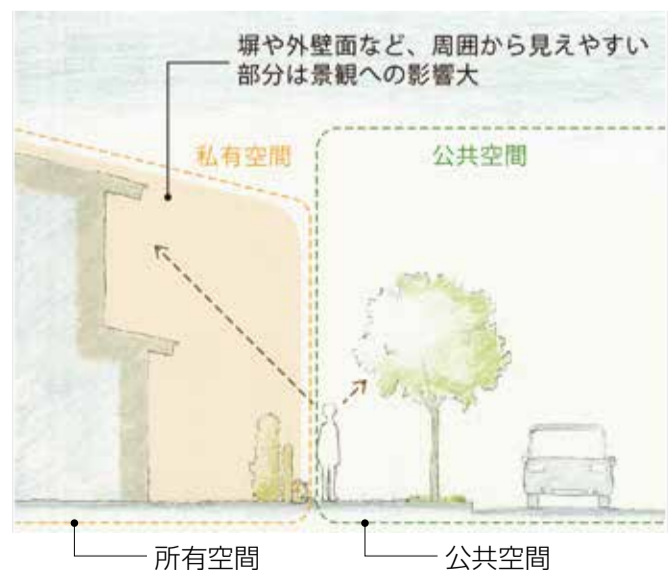 塀や外壁面など、周囲から見えやすい
部分は景観への影響大
私有空間
公共空間
所有空間
公共空間